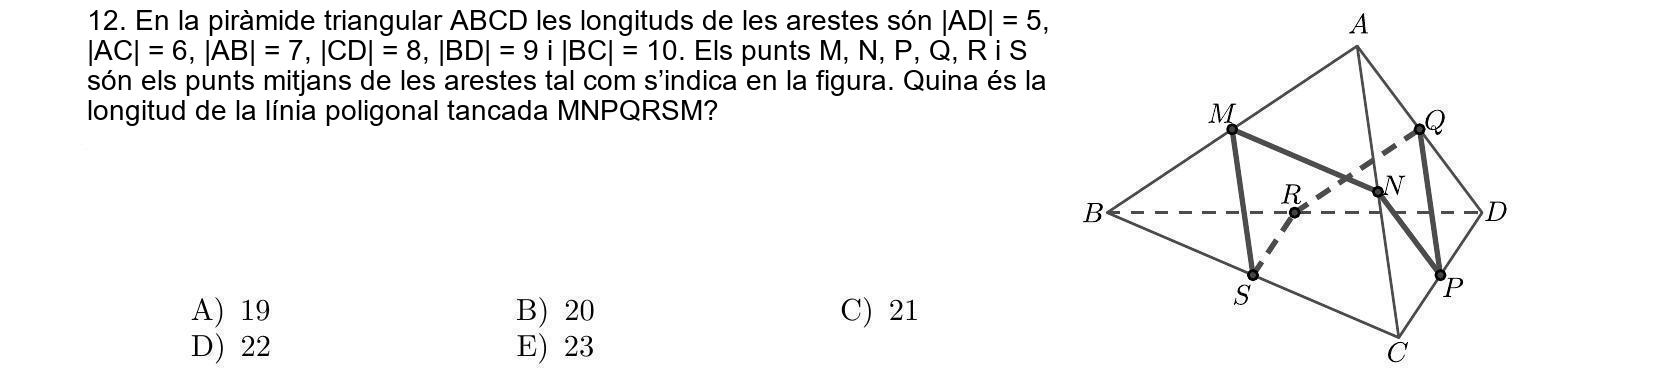 12. En la piràmide triangular ABCD les longituds de les arestes són |AD| = 5,
|AC| = 6, |AB| = 7, |CD| = 8, |BD| = 9 i |BC| = 10. Els punts M, N, P, Q, R i S
són els punts mitjans de les arestes tal com s’indica en la figura. Quina és la
longitud de la línia poligonal tancada MNPQRSM?
A) 19 B) 20 C) 21
D) 22 E) 23
A
M
Q
R
N
B
D
S
P
C